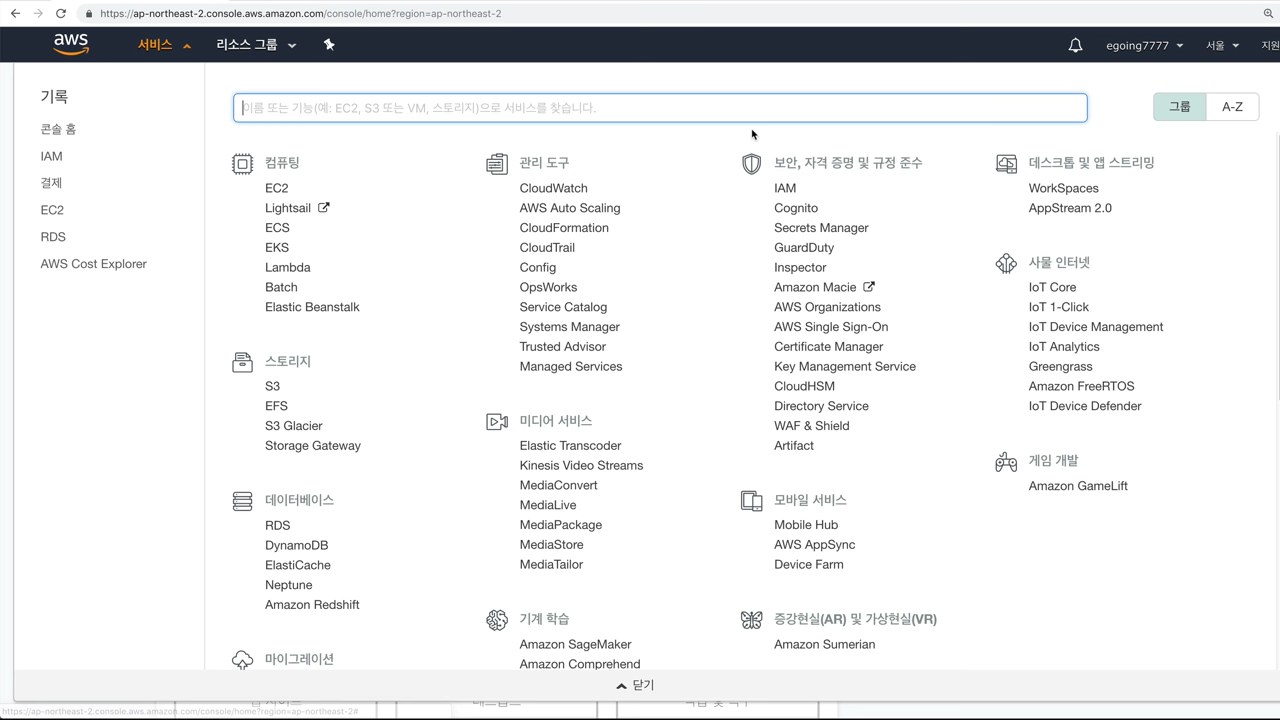 https://ap-northeast-2.console.aws.amazon.com/console/home?region=ap-northeast-2
aws
서비스
리소스 그룹
egoing7777
서울
지원
기록
콘솔 홈
IAM
결제
EC2
RDS
AWS Cost Explorer
이름 또는 기능(예: EC2, S3 또는 VM, 스토리지)으로 서비스를 찾습니다.
그룹
A-Z
컴퓨팅
EC2
Lightsail
ECS
EKS
Lambda
Batch
Elastic Beanstalk
스토리지
S3
EFS
S3 Glacier
Storage Gateway
데이터베이스
RDS
DynamoDB
ElastiCache
Neptune
Amazon Redshift
마이그레이션
관리 도구
CloudWatch
AWS Auto Scaling
CloudFormation
CloudTrail
Config
OpsWorks
Service Catalog
Systems Manager
Trusted Advisor
Managed Services
미디어 서비스
Elastic Transcoder
Kinesis Video Streams
MediaConvert
MediaLive
MediaPackage
MediaStore
MediaTailor
기계 학습
Amazon SageMaker
Amazon Comprehend
보안, 자격 증명 및 규정 준수
IAM
Cognito
Secrets Manager
GuardDuty
Inspector
Amazon Macie
AWS Organizations
AWS Single Sign-On
Certificate Manager
Key Management Service
CloudHSM
Directory Service
WAF & Shield
Artifact
모바일 서비스
Mobile Hub
AWS AppSync
Device Farm
증강현실(AR) 및 가상현실(VR)
Amazon Sumerian
데스크톱 및 앱 스트리밍
WorkSpaces
AppStream 2.0
사물 인터넷
IoT Core
IoT 1-Click
IoT Device Management
IoT Analytics
Greengrass
Amazon FreeRTOS
IoT Device Defender
게임 개발
Amazon GameLift
닫기
https://ap-northeast-2.console.aws.amazon.com/console/home?region=ap-northeast-2#